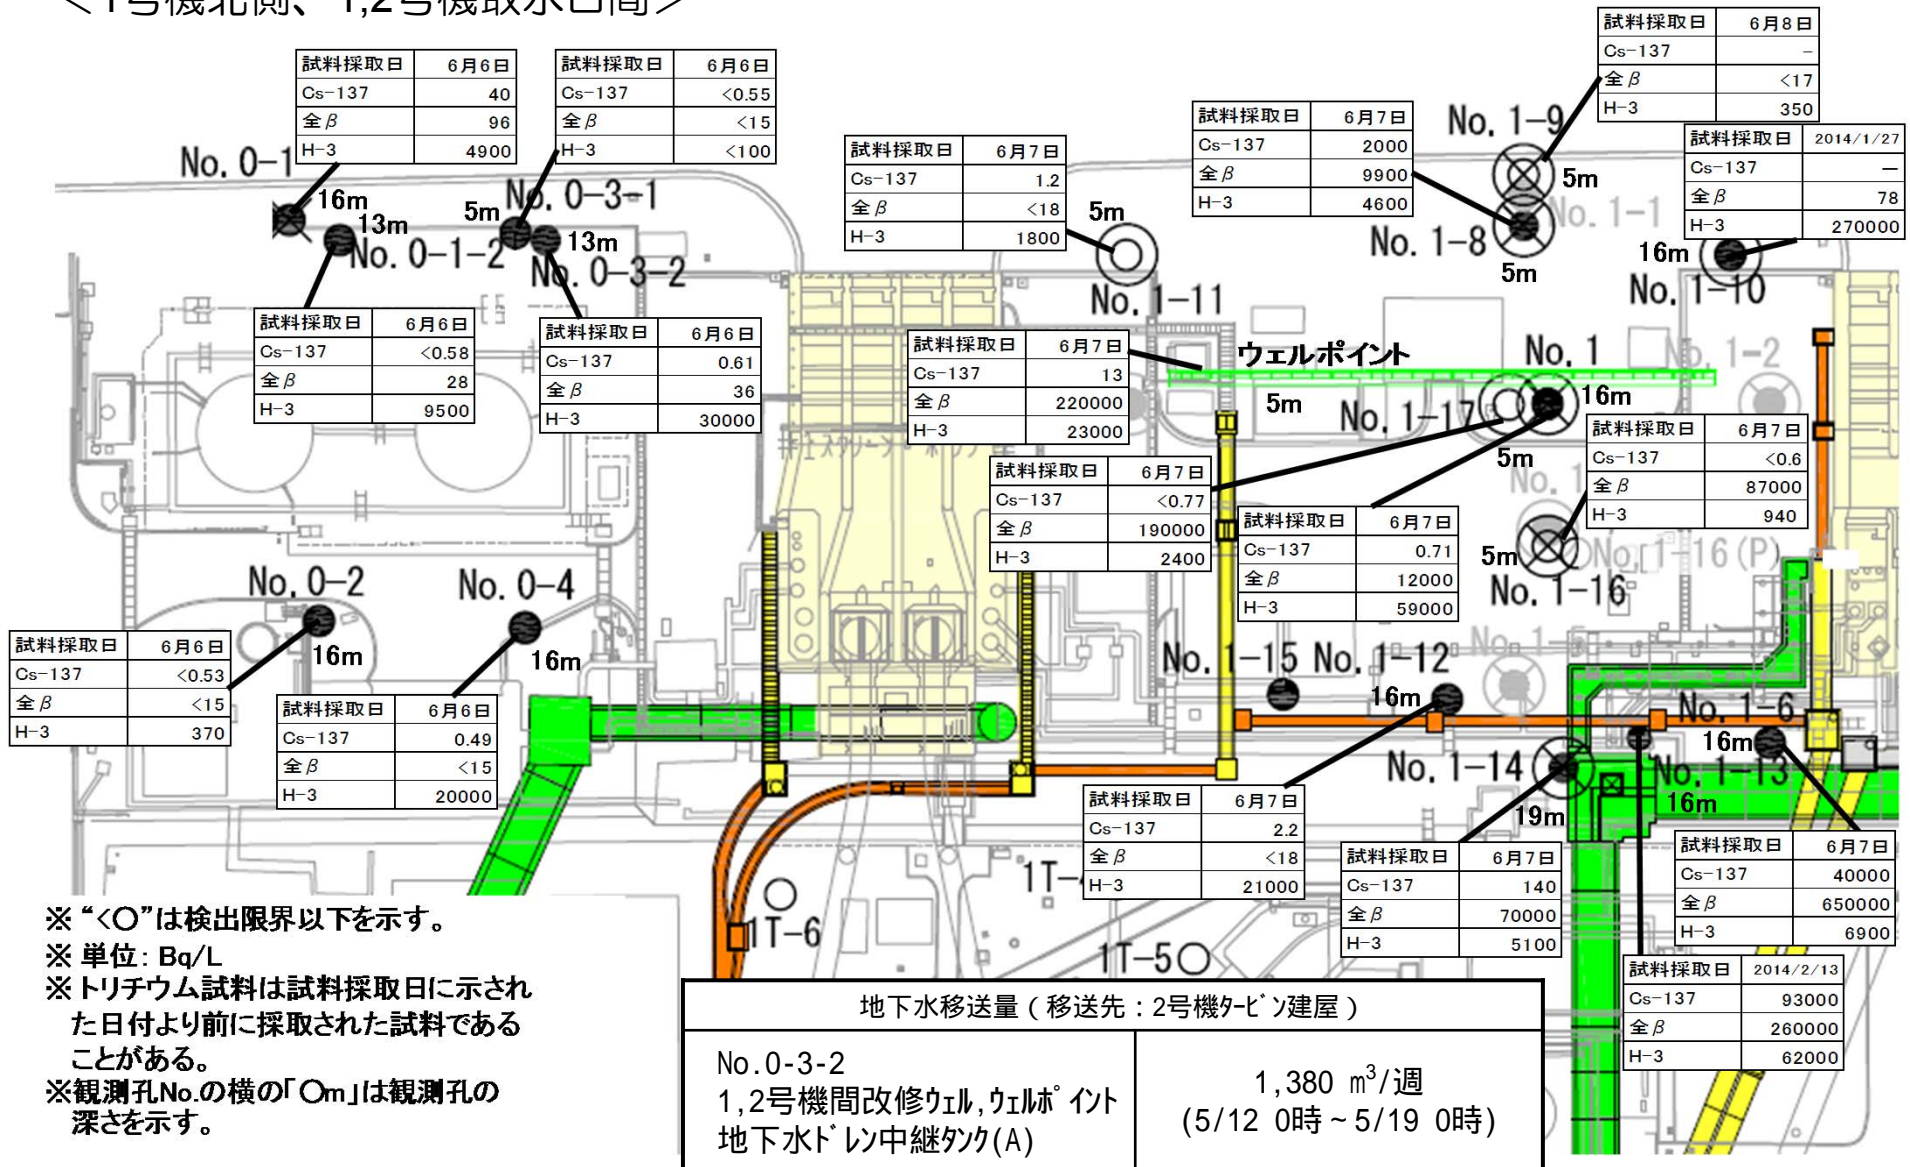 ＜1号機北側、1,2号機取水口間＞
試料採取日 6月8日
Cs-137 -
全β <17
H-3 350
試料採取日 6月6日
Cs-137 40
全β 96
H-3 4900
試料採取日 6月6日
Cs-137 <0.55
全β <15
H-3 <100
試料採取日 6月7日
Cs-137 1.2
全β <18
H-3 1800
試料採取日 6月7日
Cs-137 2000
全β 9900
H-3 4600
試料採取日 2014/1/27
Cs-137 —
全β 78
H-3 270000
No. 0-1
16m
13m
No. 0-1-2
5m
No. 0-3-1
13m
No. 0-3-2
5m
No. 1-11
No. 1-9
5m
No. 1-1
No. 1-8
5m
16m
No. 1-10
試料採取日 6月6日
Cs-137 <0.58
全β 28
H-3 9500
試料採取日 6月6日
Cs-137 0.61
全β 36
H-3 30000
試料採取日 6月7日
Cs-137 13
全β 220000
H-3 23000
ウェルポイント
5m
No. 1
16m
No. 1-2
No. 1-17
5m
試料採取日 6月7日
Cs-137 <0.6
全β 87000
H-3 940
試料採取日 6月7日
Cs-137 <0.77
全β 190000
H-3 2400
試料採取日 6月7日
Cs-137 0.71
全β 12000
H-3 59000
5m
No. 1-16(P)
No. 1-16
No. 0-2
16m
No. 0-4
16m
No. 1-15
No. 1-12
16m
No. 1-5
試料採取日 6月6日
Cs-137 <0.53
全β <15
H-3 370
試料採取日 6月6日
Cs-137 0.49
全β <15
H-3 20000
No. 1-6
16m
No. 1-14
19m
No. 1-13
16m
試料採取日 6月7日
Cs-137 2.2
全β <18
H-3 21000
試料採取日 6月7日
Cs-137 140
全β 70000
H-3 5100
試料採取日 6月7日
Cs-137 40000
全β 650000
H-3 6900
試料採取日 2014/2/13
Cs-137 93000
全β 260000
H-3 62000
1T-6
1T-5
※ “<〇”は検出限界以下を示す。
※ 単位: Bq/L
※ トリチウム試料は試料採取日に示され
た日付より前に採取された試料である
ことがある。
※観測孔No.の横の「〇m」は観測孔の
深さを示す。
地下水移送量(移送先:2号機ﾀｰﾋﾞﾝ建屋)
No.0-3-2
1,2号機間改修ｳｪﾙ,ｳｪﾙﾎﾟｲﾝﾄ
地下水ﾄﾞﾚﾝ中継ﾀﾝｸ(A)
1,380 m³/週
(5/12 0時~5/19 0時)